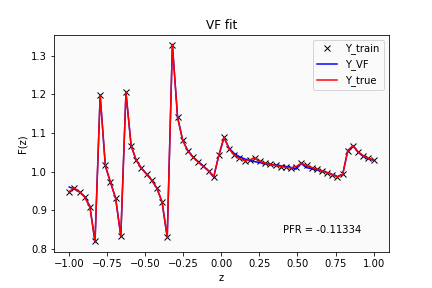 VF fit
Y_train
Y_VF
Y_true
F(z)
1.3
1.2
1.1
1.0
0.9
0.8
PFR = -0.11334
−1.00 −0.75 −0.50 −0.25 0.00 0.25 0.50 0.75 1.00
z